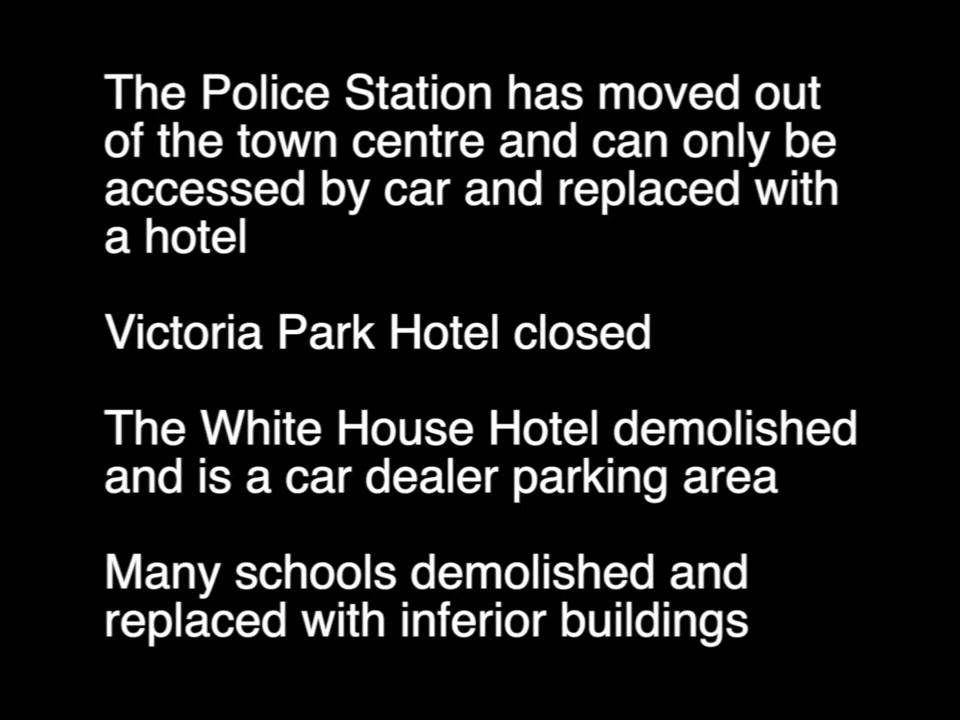 The Police Station has moved out
of the town centre and can only be
accessed by car and replaced with
a hotel
Victoria Park Hotel closed
The White House Hotel demolished
and is a car dealer parking area
Many schools demolished and
replaced with inferior buildings